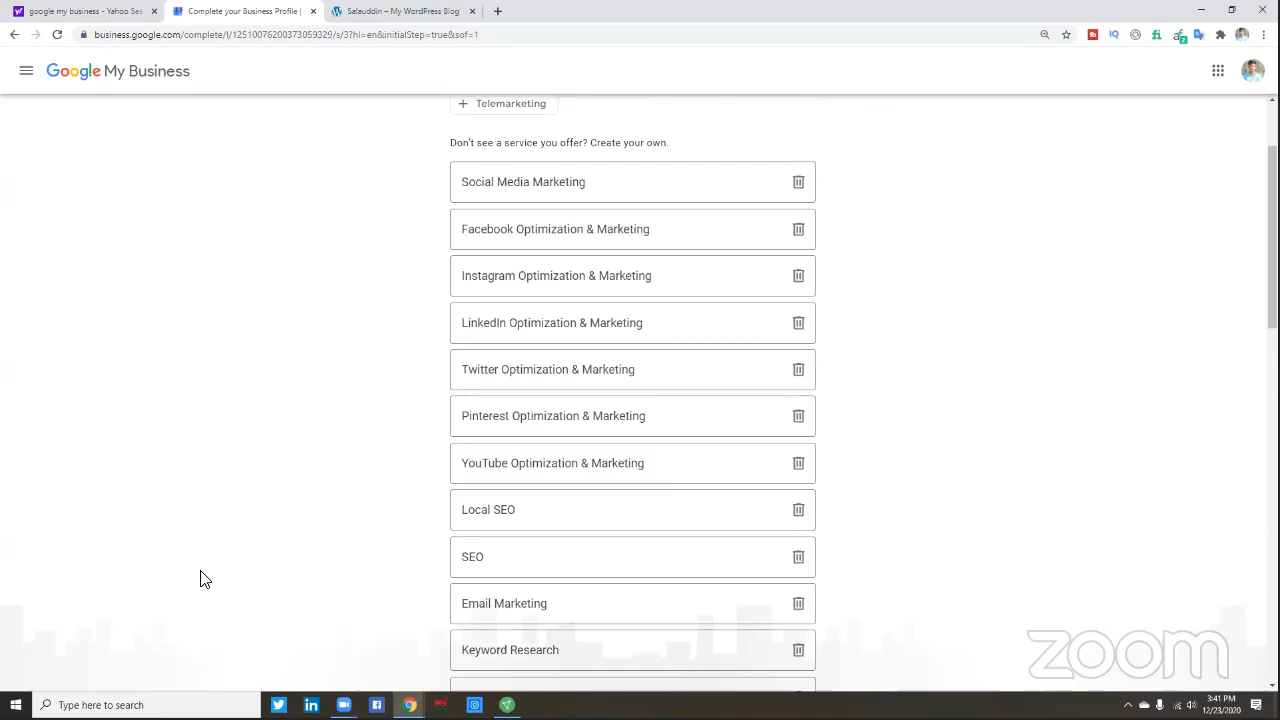 google my business - Yahoo Sea
Complete your Business Profile |
Salauddin – My WordPress Blog
business.google.com/complete/l/12510076200373059329/s/3?hl=en&initialStep=true&sof=1
Google My Business
+ Telemarketing
Don't see a service you offer? Create your own.
Social Media Marketing
Facebook Optimization & Marketing
Instagram Optimization & Marketing
LinkedIn Optimization & Marketing
Twitter Optimization & Marketing
Pinterest Optimization & Marketing
YouTube Optimization & Marketing
Local SEO
SEO
Email Marketing
Keyword Research
zoom
Type here to search
3:41 PM
12/23/2020